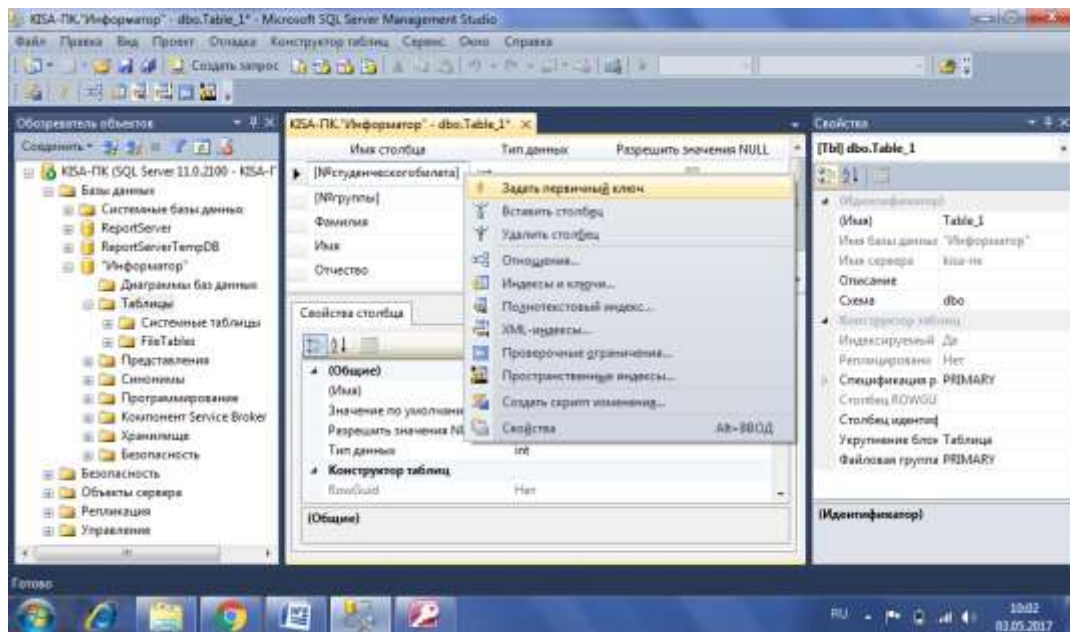 KISA-ПК."Информатор" - dbo.Table_1* - Microsoft SQL Server Management Studio
Файл Правка Вид Проект Отладка Конструктор таблиц Сервис Окно Справка
Создать запрос
Обозреватель объектов
Соединить
KISA-ПК (SQL Server 11.0.2100 - KISA-П
Базы данных
Системные базы данных
ReportServer
ReportServerTempDB
"Информатор"
Диаграммы баз данных
Таблицы
Системные таблицы
FileTables
Представления
Синонимы
Программирование
Компонент Service Broker
Хранилище
Безопасность
Безопасность
Объекты сервера
Репликация
Управление
KISA-ПК."Информатор" - dbo.Table_1*
Имя столбца Тип данных Разрешить значения NULL
[№студенческогобилета]
[№группы]
Фамилия
Имя
Отчество
Задать первичный ключ
Вставить столбец
Удалить столбец
Отношения...
Индексы и ключи...
Полнотекстовый индекс...
XML-индексы...
Проверочные ограничения...
Пространственные индексы...
Создать скрипт изменения...
Свойства Alt+ВВОД
Свойства столбца
(Общие)
(Имя)
Значение по умолчани
Разрешить значения NU
Тип данных int
Конструктор таблиц
RowGuid Нет
(Общие)
Свойства
[Tbl] dbo.Table_1
(Идентификатор)
(Имя) Table_1
Имя базы данных "Информатор"
Имя сервера kisa-пк
Описание
Схема dbo
Конструктор таблиц
Индексируемый Да
Реплицировано Нет
Спецификация р PRIMARY
Столбец ROWGU
Столбец идентиф
Укрупнение блок Таблица
Файловая группа PRIMARY
(Идентификатор)
Готово
RU
10:02
03.05.2017